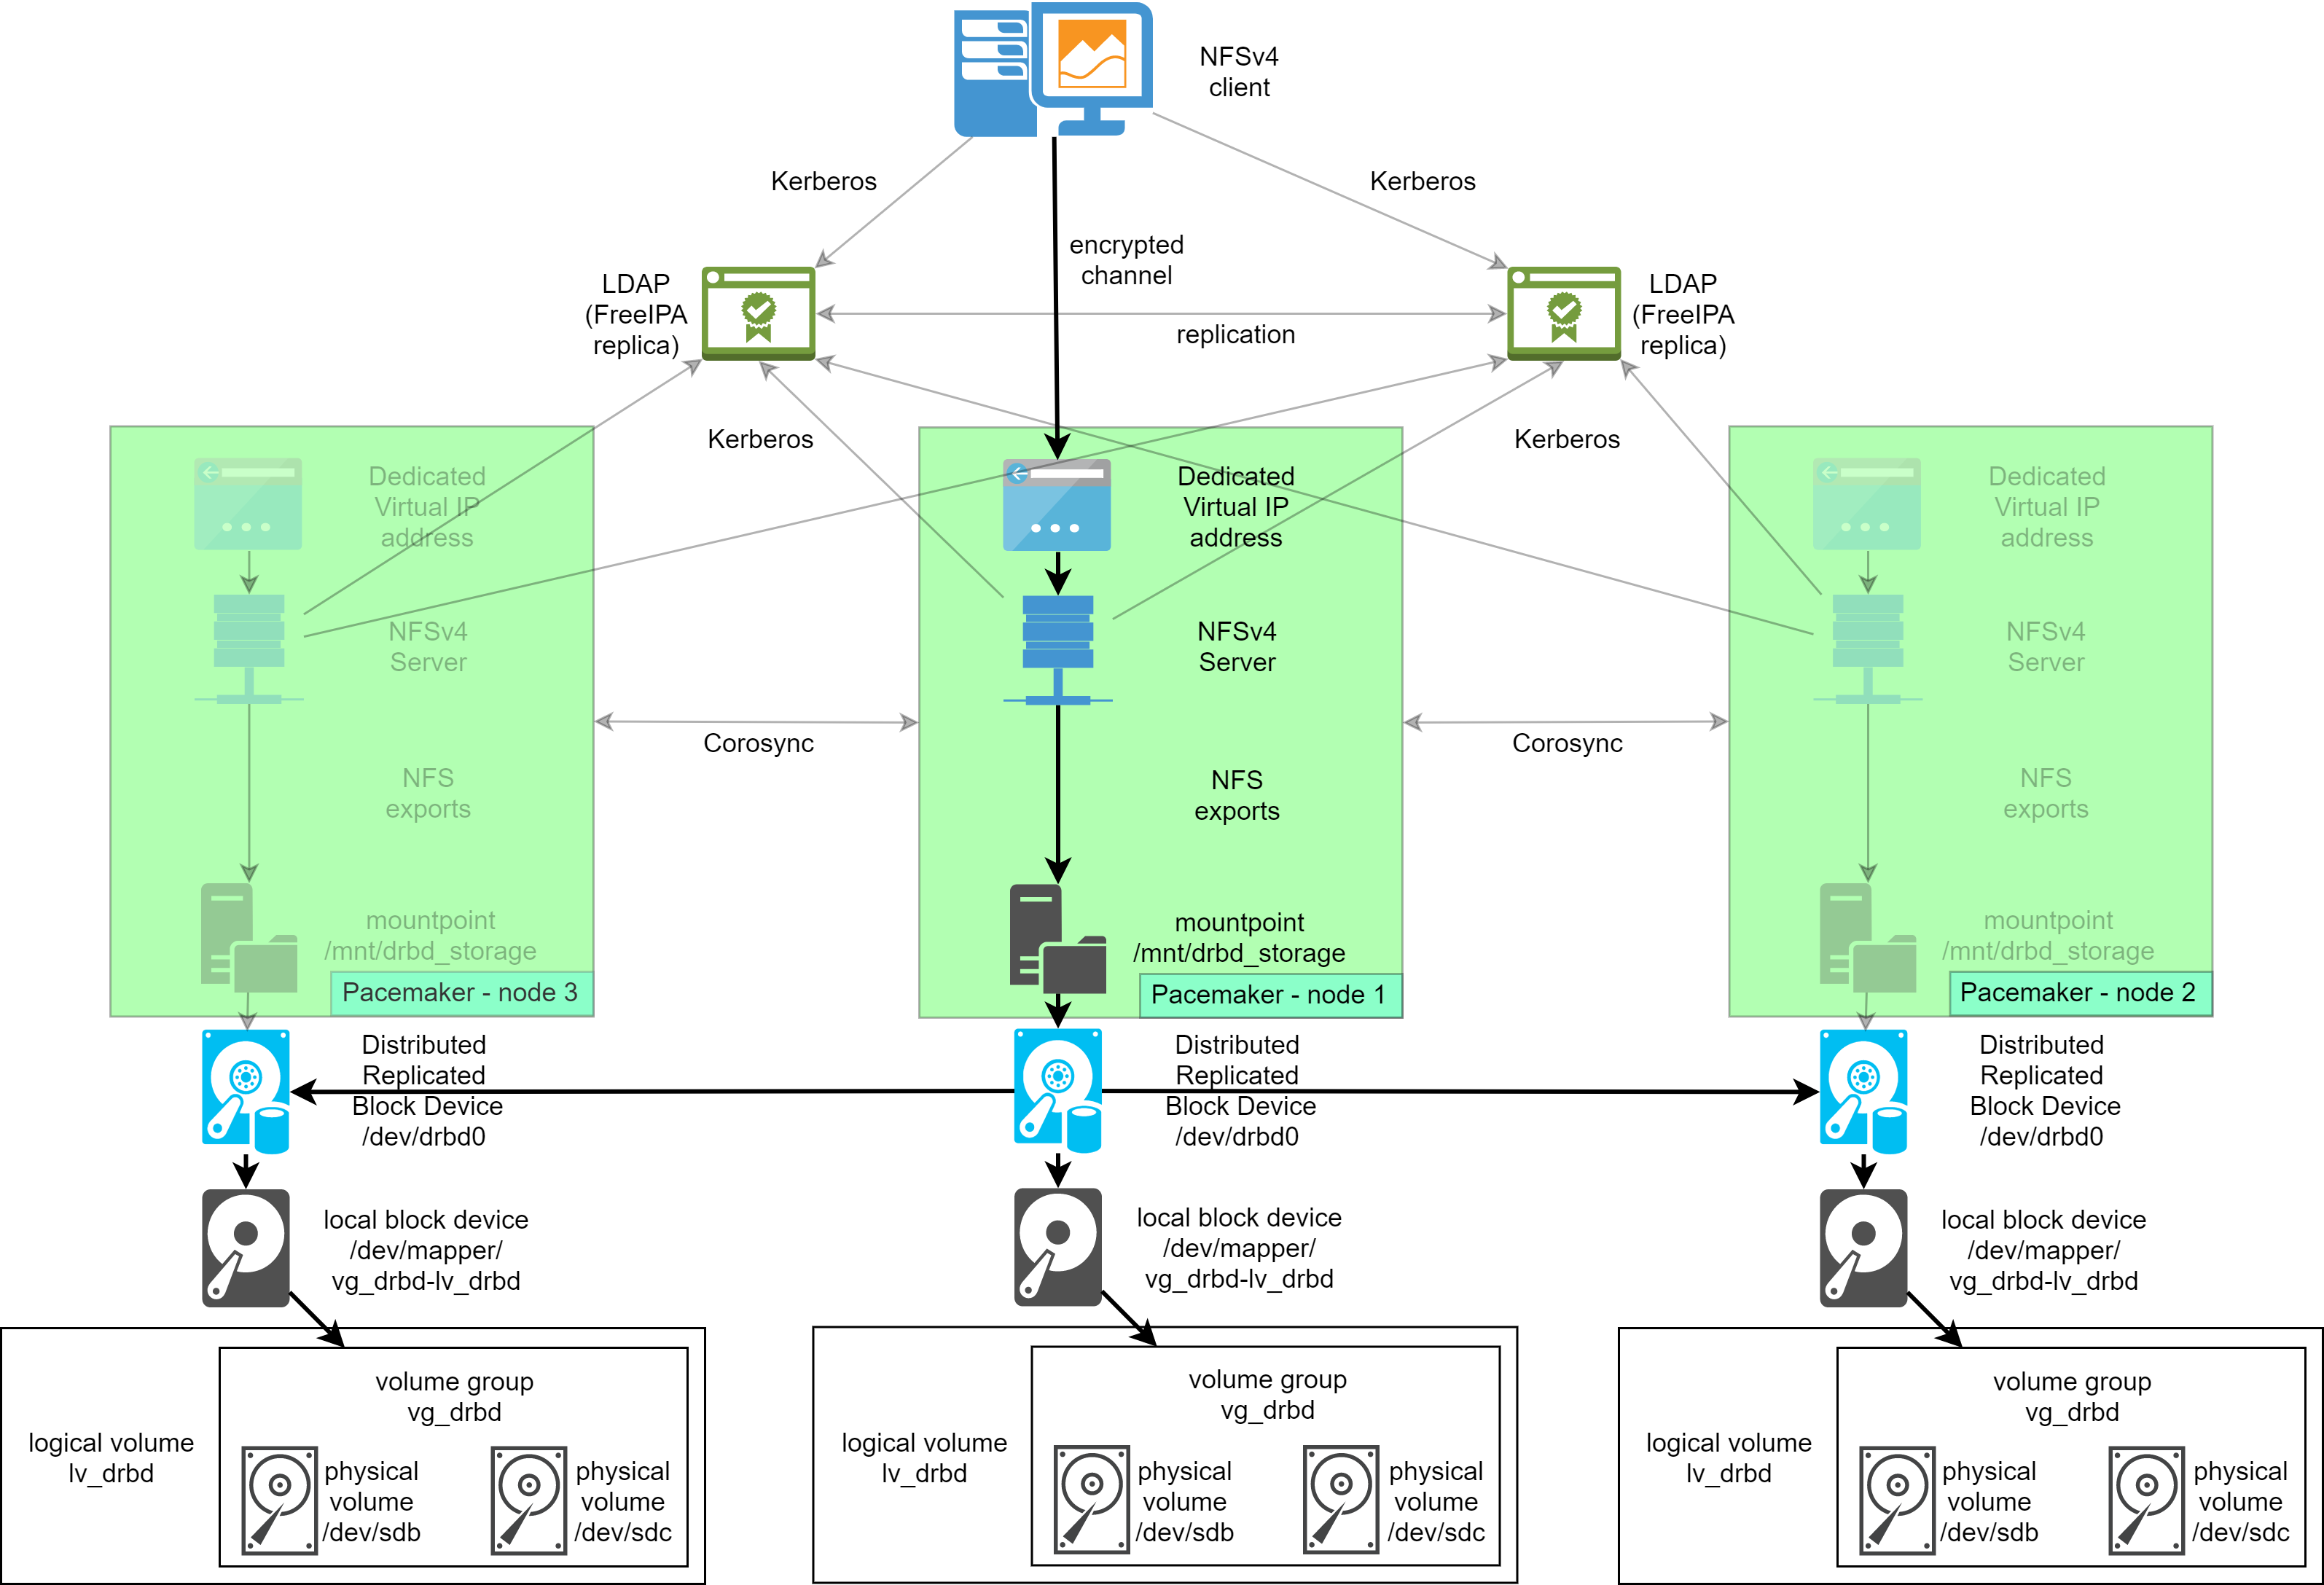 NFSv4
client
Kerberos
Kerberos
encrypted
channel
LDAP
(FreeIPA
replica)
LDAP
(FreeIPA
replica)
replication
Kerberos
Kerberos
Dedicated
Virtual IP
address
NFSv4
Server
NFS
exports
mountpoint
/mnt/drbd_storage
Pacemaker - node 3
Corosync
Dedicated
Virtual IP
address
NFSv4
Server
NFS
exports
mountpoint
/mnt/drbd_storage
Pacemaker - node 1
Corosync
Dedicated
Virtual IP
address
NFSv4
Server
NFS
exports
mountpoint
/mnt/drbd_storage
Pacemaker - node 2
Distributed
Replicated
Block Device
/dev/drbd0
Distributed
Replicated
Block Device
/dev/drbd0
Distributed
Replicated
Block Device
/dev/drbd0
local block device
/dev/mapper/
vg_drbd-lv_drbd
local block device
/dev/mapper/
vg_drbd-lv_drbd
local block device
/dev/mapper/
vg_drbd-lv_drbd
logical volume
lv_drbd
volume group
vg_drbd
physical
volume
/dev/sdb
physical
volume
/dev/sdc
logical volume
lv_drbd
volume group
vg_drbd
physical
volume
/dev/sdb
physical
volume
/dev/sdc
logical volume
lv_drbd
volume group
vg_drbd
physical
volume
/dev/sdb
physical
volume
/dev/sdc